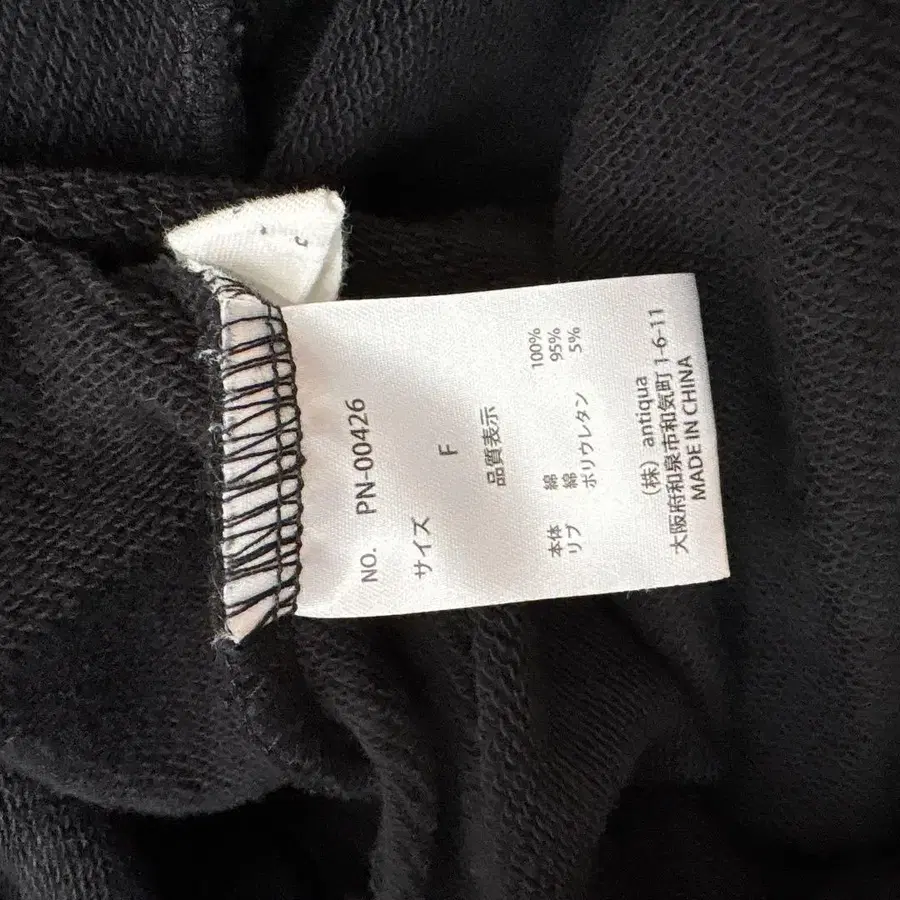 NO. PN-00426
サイズ F
品質表示
本体 綿 100%
リブ 綿 95%
ポリウレタン 5%
（株）antiqua
大阪府和泉市和気町 1-6-11
MADE IN CHINA